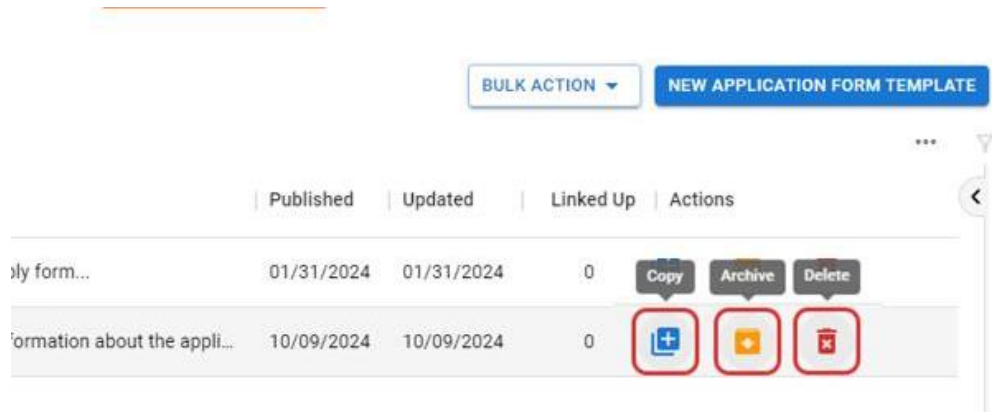 BULK ACTION
NEW APPLICATION FORM TEMPLATE
Published Updated Linked Up Actions
ply form... 01/31/2024 01/31/2024 0
Copy Archive Delete
formation about the appli... 10/09/2024 10/09/2024 0